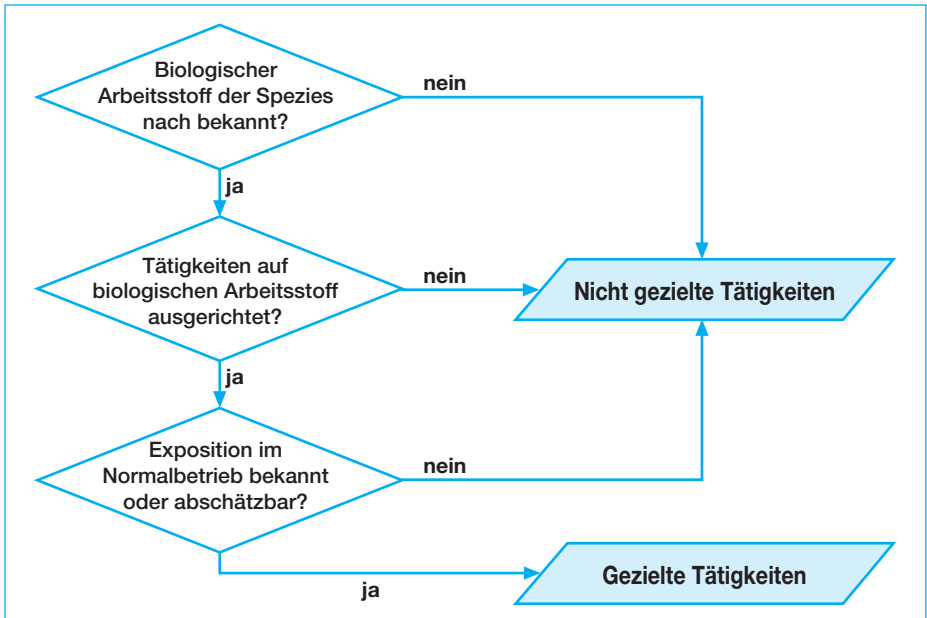 Biologischer
Arbeitsstoff der Spezies
nach bekannt?
nein
ja
Tätigkeiten auf
biologischen Arbeitsstoff
ausgerichtet?
nein
Nicht gezielte Tätigkeiten
ja
Exposition im
Normalbetrieb bekannt
oder abschätzbar?
nein
ja
Gezielte Tätigkeiten